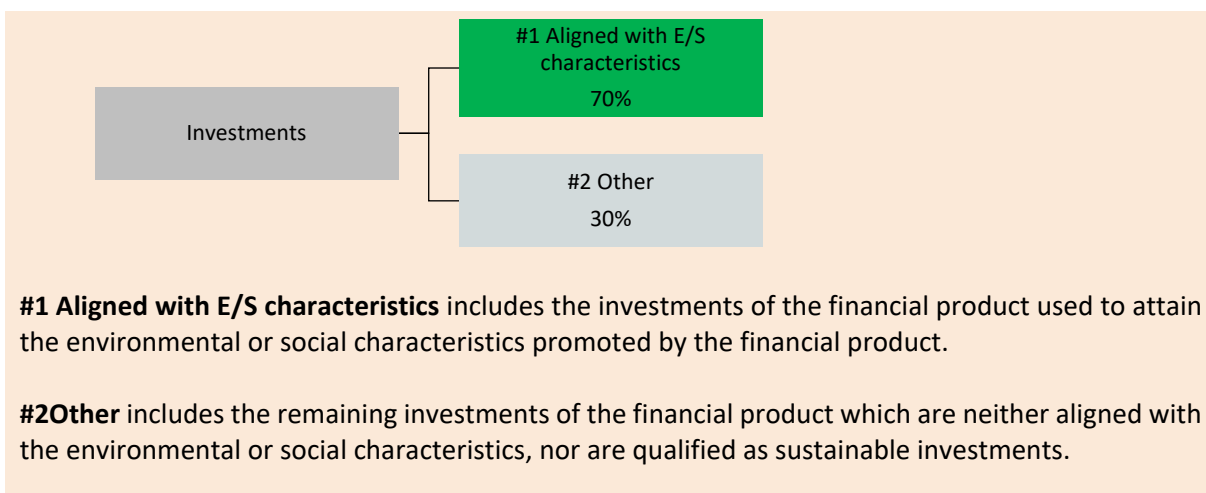 #1 Aligned with E/S
characteristics
70%
Investments
#2 Other
30%
#1 Aligned with E/S characteristics includes the investments of the financial product used to attain
the environmental or social characteristics promoted by the financial product.
#2Other includes the remaining investments of the financial product which are neither aligned with
the environmental or social characteristics, nor are qualified as sustainable investments.